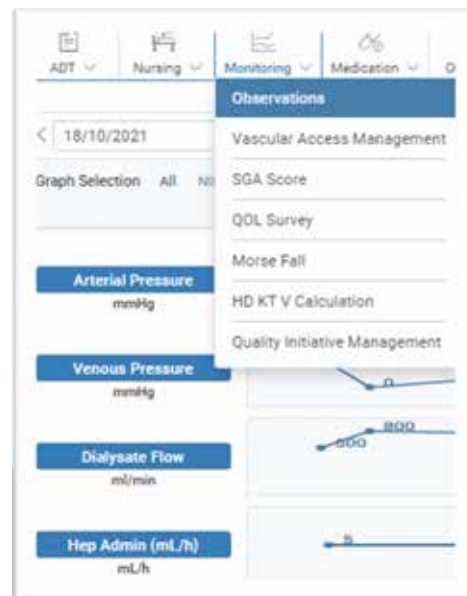 ADT Nursing Monitoring Medication
Observations
18/10/2021
Vascular Access Management
Graph Selection All
SGA Score
QOL Survey
Morse Fall
HD KT V Calculation
Quality Initiative Management
Arterial Pressure
mmHg
Venous Pressure
mmHg
0
Dialysate Flow
ml/min
500 800
Hep Admin (mL/h)
mL/h
5